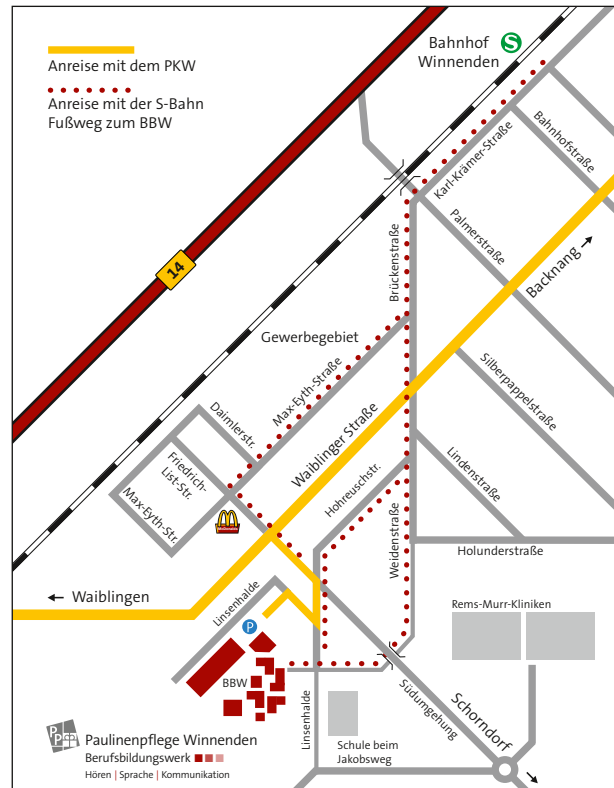 Anreise mit dem PKW
Anreise mit der S-Bahn
Fußweg zum BBW
Bahnhof
Winnenden
S
14
Karl-Krämer-Straße
Bahnhofstraße
Palmerstraße
Backnang
Brückenstraße
Gewerbegebiet
Max-Eyth-Straße
Silberpappelstraße
Daimlerstr.
Waiblinger Straße
Friedrich-
List-Str.
Max-Eyth-Str.
Hohreuschstr.
Lindenstraße
Weidenstraße
Holunderstraße
Waiblingen
Linsenhalde
P
Rems-Murr-Kliniken
BBW
Linsenhalde
Südumgehung
Schorndorf
Schule beim
Jakobsweg
PPm
Paulinenpflege Winnenden
Berufsbildungswerk
Hören | Sprache | Kommunikation